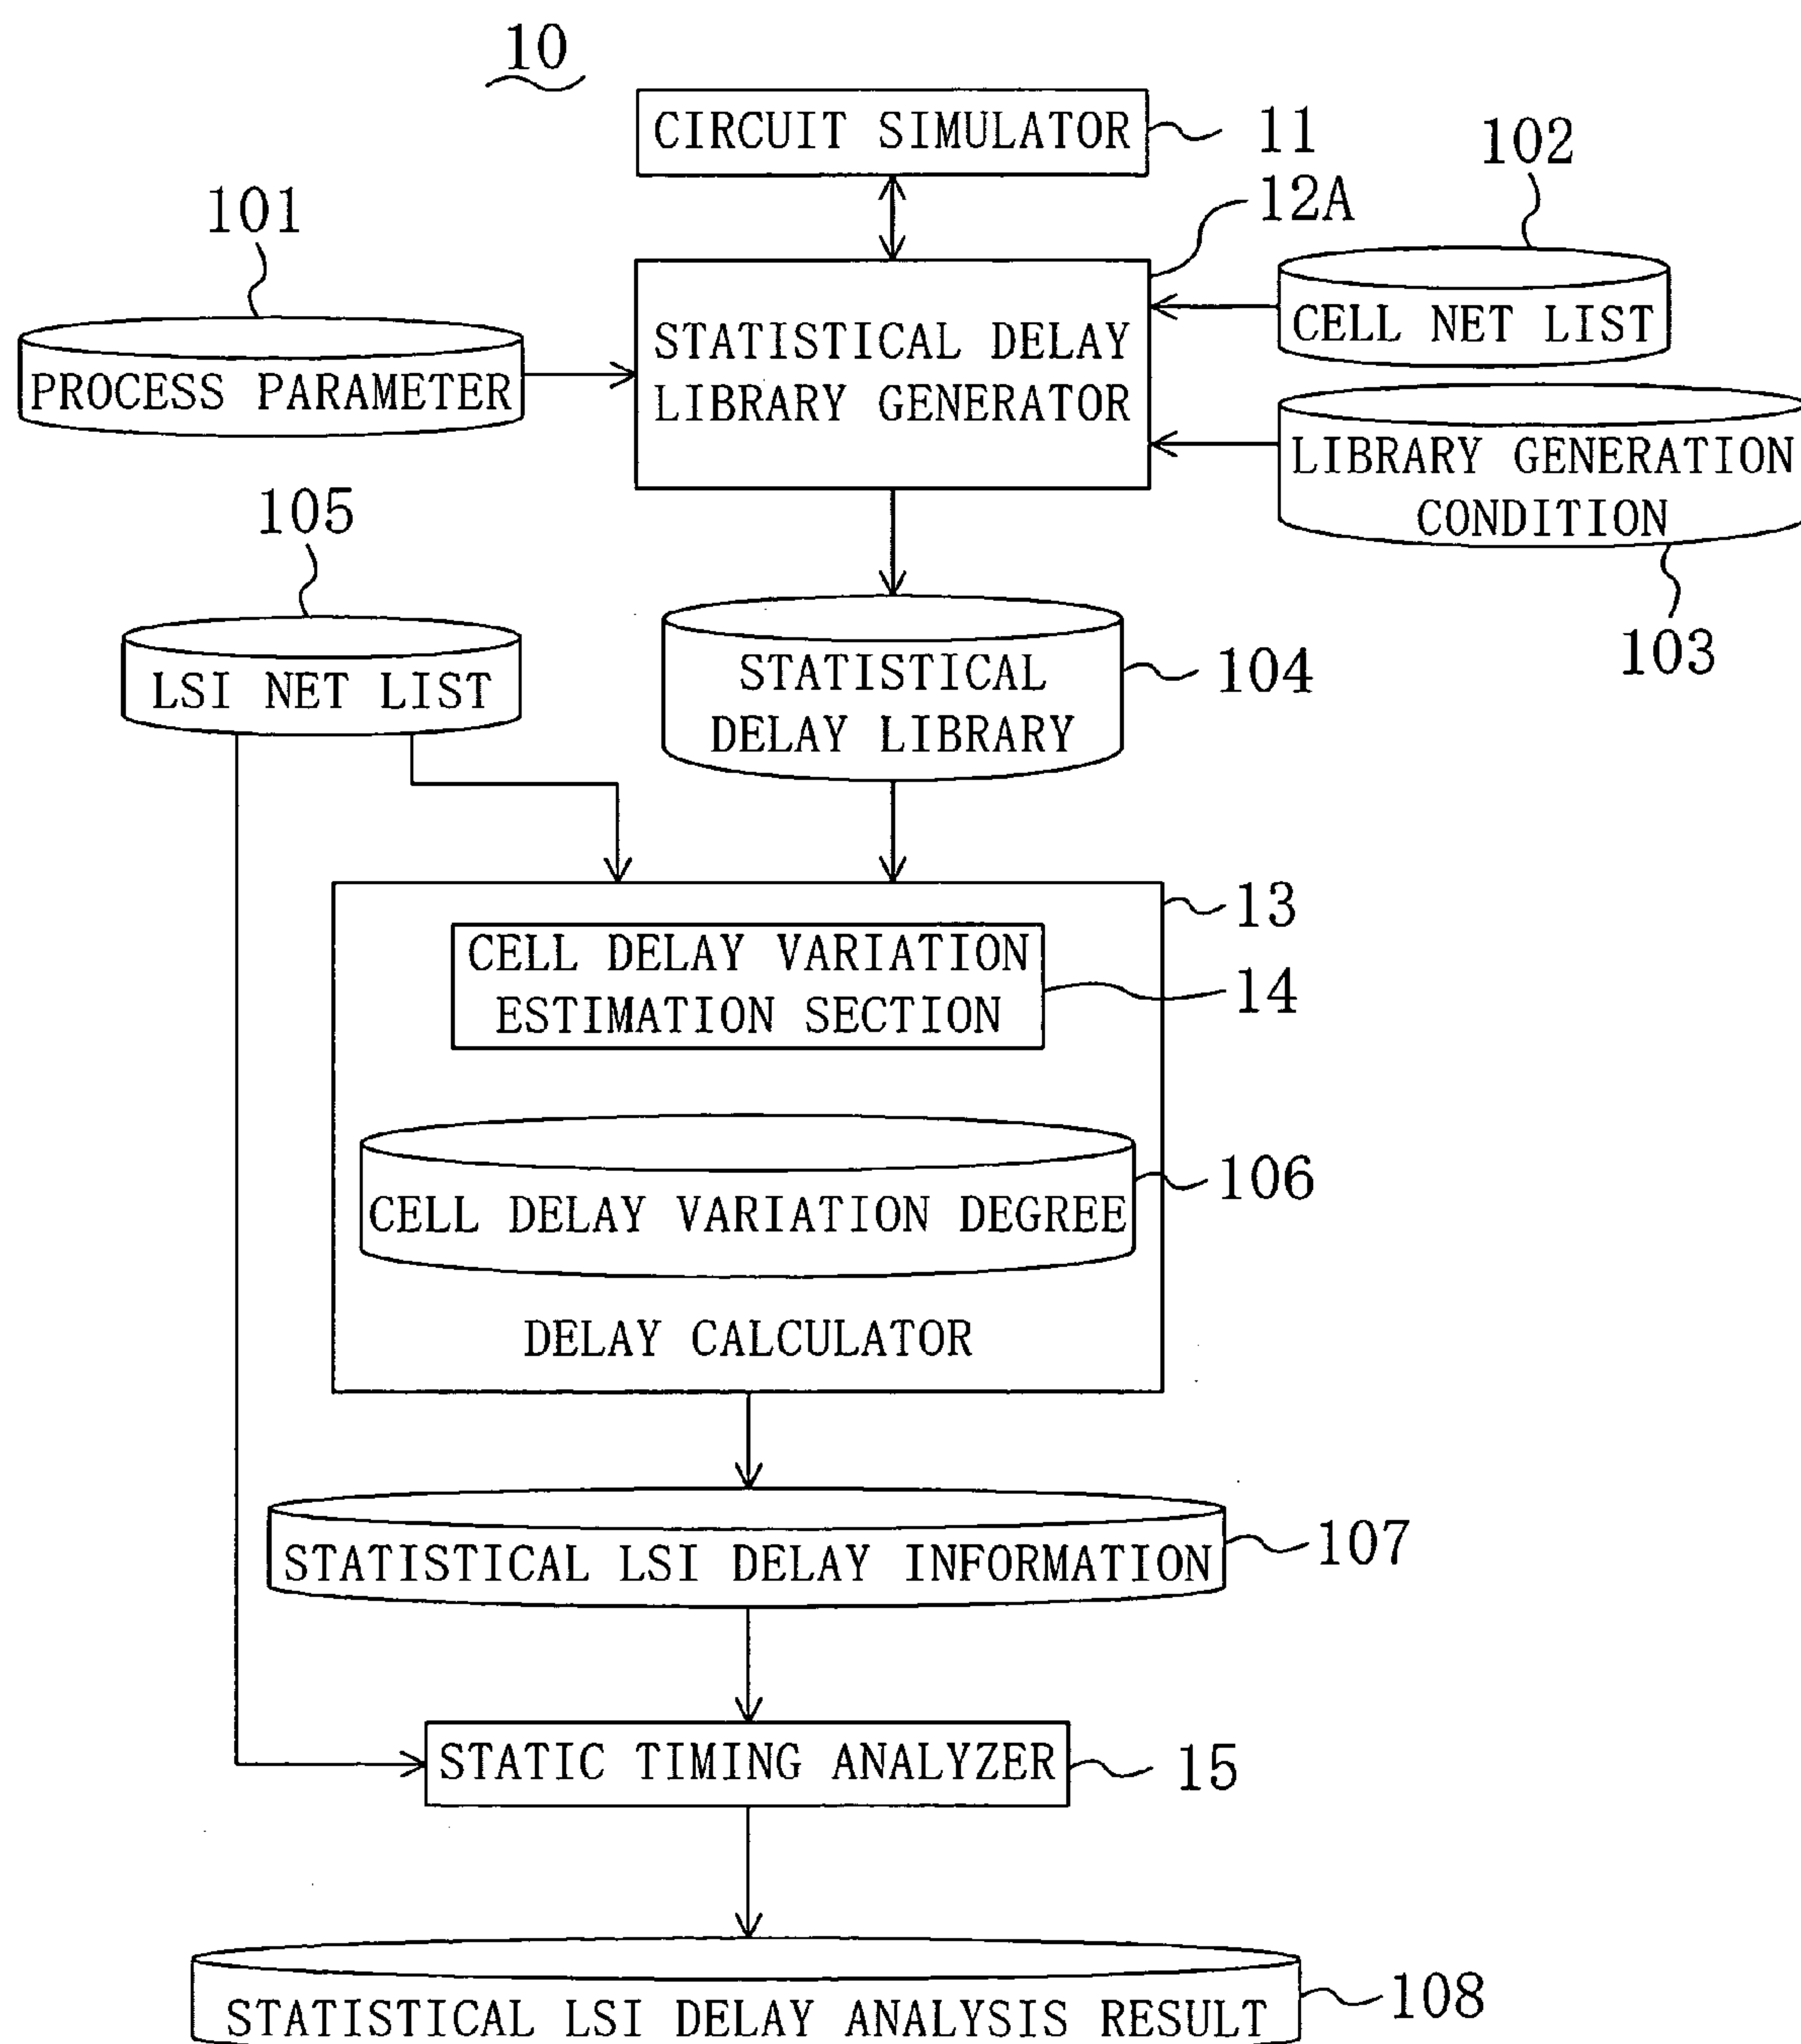 10
CIRCUIT SIMULATOR
11
102
12A
101
CELL NET LIST
STATISTICAL DELAY
LIBRARY GENERATOR
PROCESS PARAMETER
LIBRARY GENERATION
CONDITION
105
103
LSI NET LIST
STATISTICAL
DELAY LIBRARY
104
13
CELL DELAY VARIATION
ESTIMATION SECTION
14
106
CELL DELAY VARIATION DEGREE
DELAY CALCULATOR
STATISTICAL LSI DELAY INFORMATION
107
STATIC TIMING ANALYZER
15
STATISTICAL LSI DELAY ANALYSIS RESULT
108